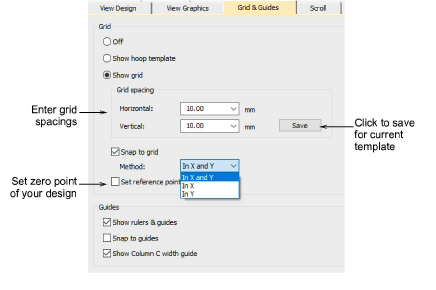 View Design View Graphics Grid & Guides Scroll
Grid
Off
Show hoop template
Show grid
Grid spacing
Enter grid spacings
Horizontal: 10.00 mm
Vertical: 10.00 mm Save
Click to save for current template
Snap to grid
Method: In X and Y
In X and Y
In X
In Y
Set zero point of your design
Set reference point
Guides
Show rulers & guides
Snap to guides
Show Column C width guide